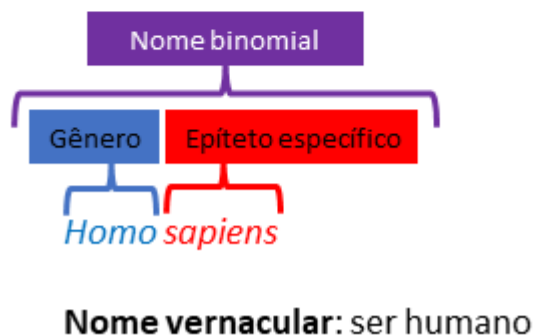 Nome binomial
Gênero Epíteto específico
Homo sapiens
Nome vernacular: ser humano